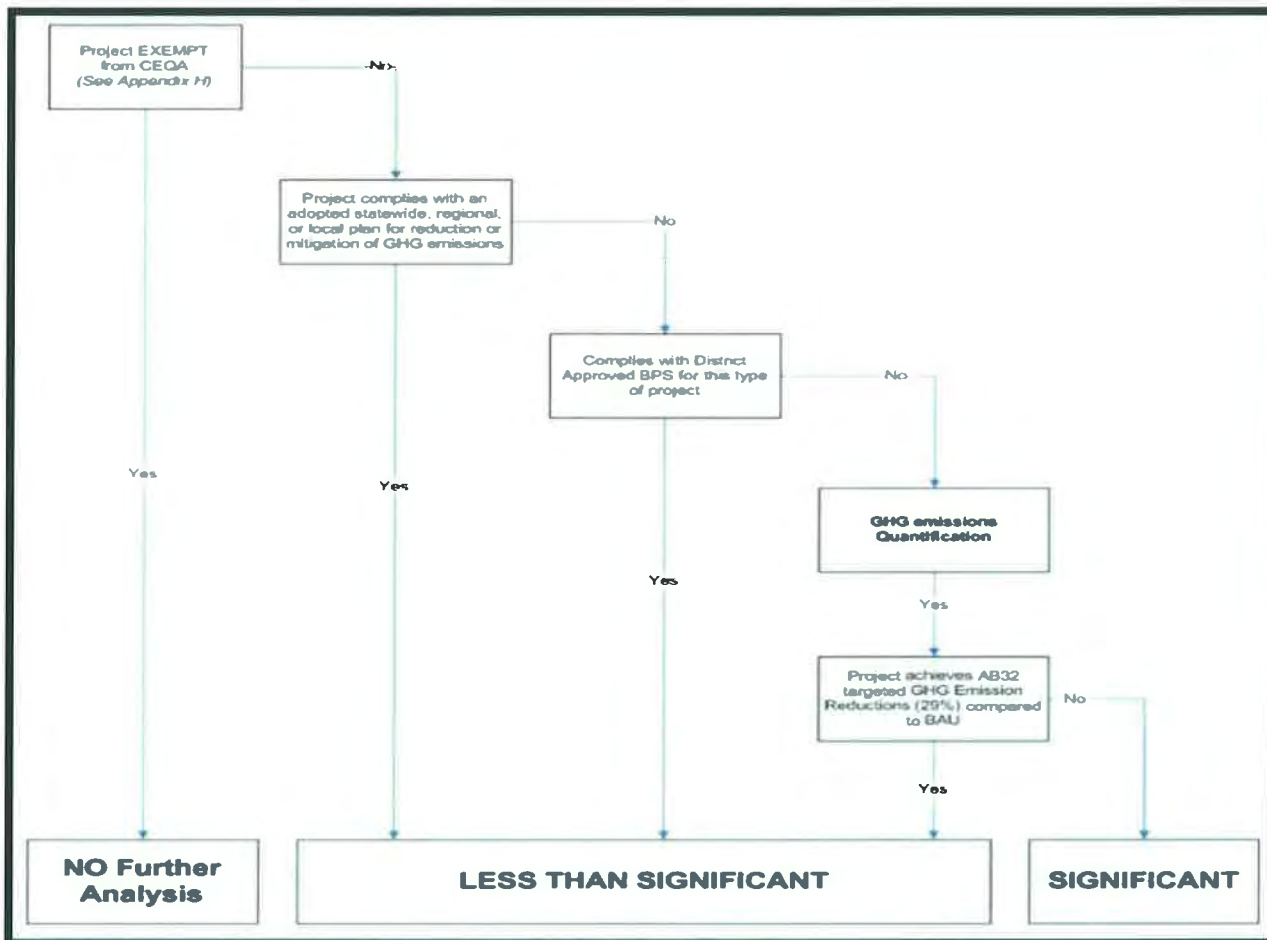 Project EXEMPT
from CEQA
(See Appendix H)
No
Project complies with an
adopted statewide, regional,
or local plan for reduction or
mitigation of GHG emissions
No
Complies with District
Approved BPS for this type
of project
No
Yes
Yes
GHG emissions
Quantification
Yes
Yes
Project achieves AB32
targeted GHG Emission
Reductions (29%) compared
to BAU
No
Yes
NO Further
Analysis
LESS THAN SIGNIFICANT
SIGNIFICANT